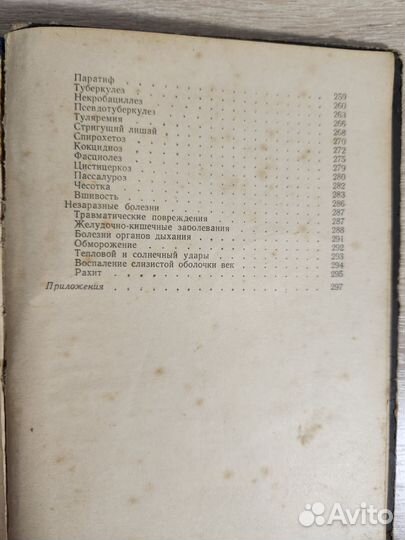 Паратиф . . . 259
Туберкулез . . . 260
Некробациллез . . . 263
Псевдотуберкулез . . . 266
Туляремия . . . 268
Стригущий лишай . . . 270
Спирохетоз . . . 272
Кокцидиоз . . . 275
Фасциолез . . . 279
Цистицеркоз . . . 280
Пассалуроз . . . 282
Чесотка . . . 283
Вшивость . . . 286
Незаразные болезни . . . 287
Травматические повреждения . . . 287
Желудочно-кишечные заболевания . . . 288
Болезни органов дыхания . . . 291
Обморожение . . . 292
Тепловой и солнечный удары . . . 293
Воспаление слизистой оболочки век . . . 294
Рахит . . . 295
Приложения . . . 297
Avito